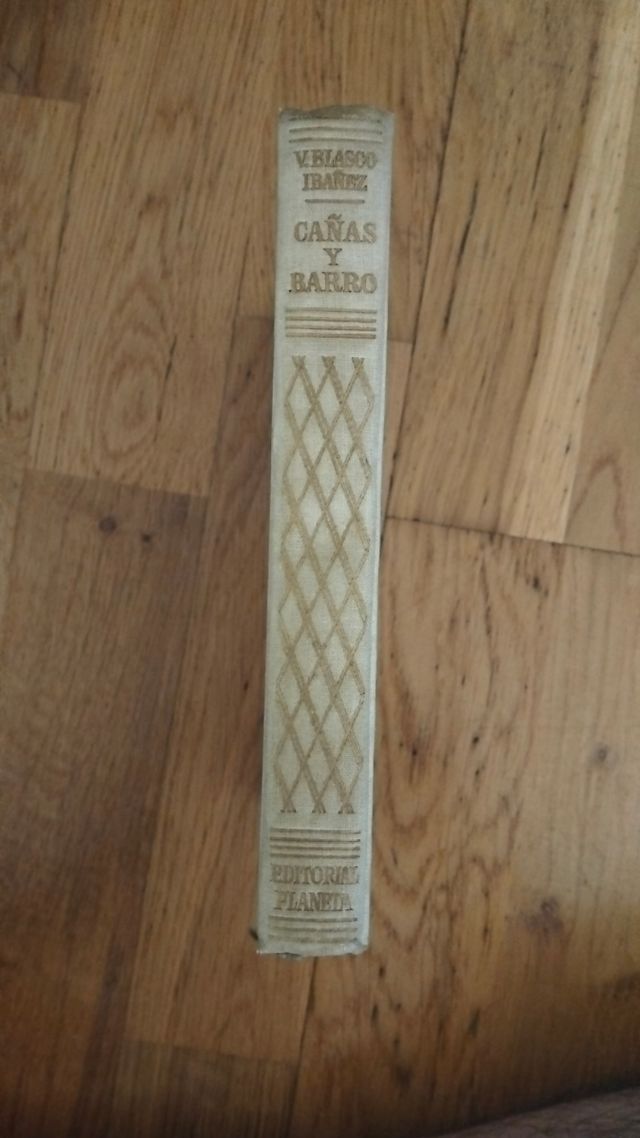 V. BLASCO
IBAÑEZ
CAÑAS
Y
BARRO
EDITORIAL
PLANETA